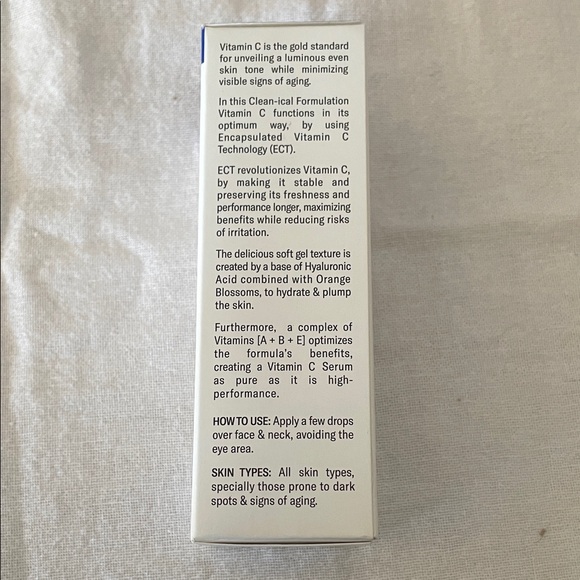 Vitamin C is the gold standard
for unveiling a luminous even
skin tone while minimizing
visible signs of aging.
In this Clean-ical Formulation
Vitamin C functions in its
optimum way, by using
Encapsulated Vitamin C
Technology (ECT).
ECT revolutionizes Vitamin C,
by making it stable and
preserving its freshness and
performance longer, maximizing
benefits while reducing risks
of irritation.
The delicious soft gel texture is
created by a base of Hyaluronic
Acid combined with Orange
Blossoms, to hydrate & plump
the skin.
Furthermore, a complex of
Vitamins [A + B + E] optimizes
the formula's benefits,
creating a Vitamin C Serum
as pure as it is high-
performance.
HOW TO USE: Apply a few drops
over face & neck, avoiding the
eye area.
SKIN TYPES: All skin types,
specially those prone to dark
spots & signs of aging.